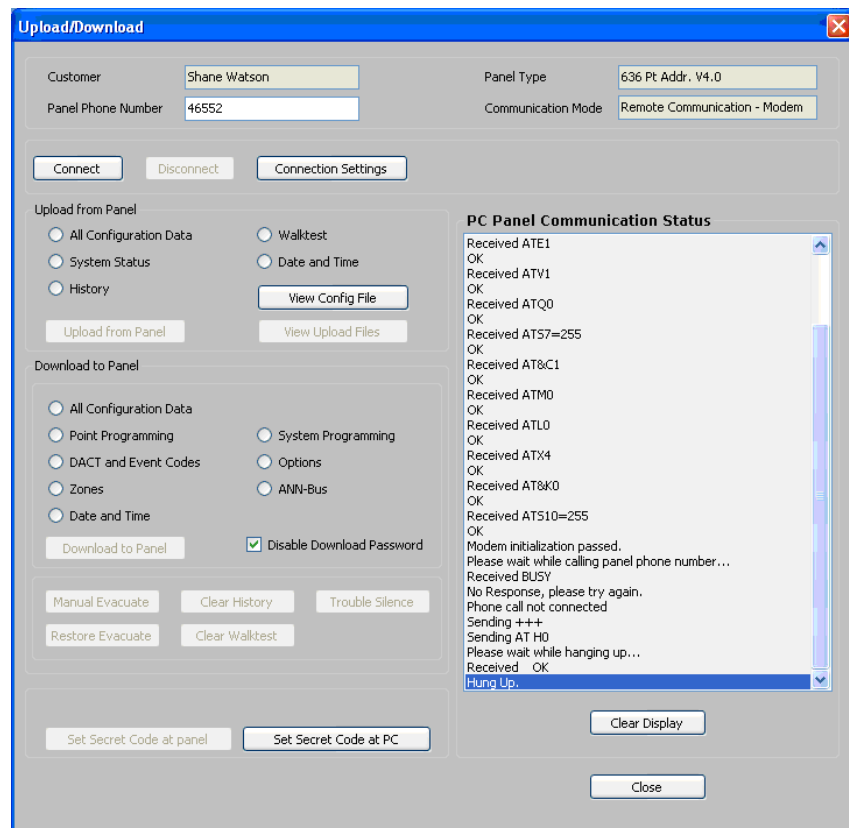 Upload/Download
Customer
Shane Watson
Panel Type
636 Pt Addr. V4.0
Panel Phone Number
46552
Communication Mode
Remote Communication - Modem
Connect
Disconnect
Connection Settings
Upload from Panel
All Configuration Data
Walktest
System Status
Date and Time
History
View Config File
Upload from Panel
View Upload Files
Download to Panel
All Configuration Data
Point Programming
System Programming
DACT and Event Codes
Options
Zones
ANN-Bus
Date and Time
Download to Panel
Disable Download Password
Manual Evacuate
Clear History
Trouble Silence
Restore Evacuate
Clear Walktest
Set Secret Code at panel
Set Secret Code at PC
PC Panel Communication Status
Received ATE1
OK
Received ATV1
OK
Received ATQ0
OK
Received ATS7=255
OK
Received AT&C1
OK
Received ATM0
OK
Received ATL0
OK
Received ATX4
OK
Received AT&K0
OK
Received ATS10=255
OK
Modem initialization passed.
Please wait while calling panel phone number...
Received BUSY
No Response, please try again.
Phone call not connected
Sending +++
Sending AT H0
Please wait while hanging up...
Received OK
Hung Up.
Clear Display
Close